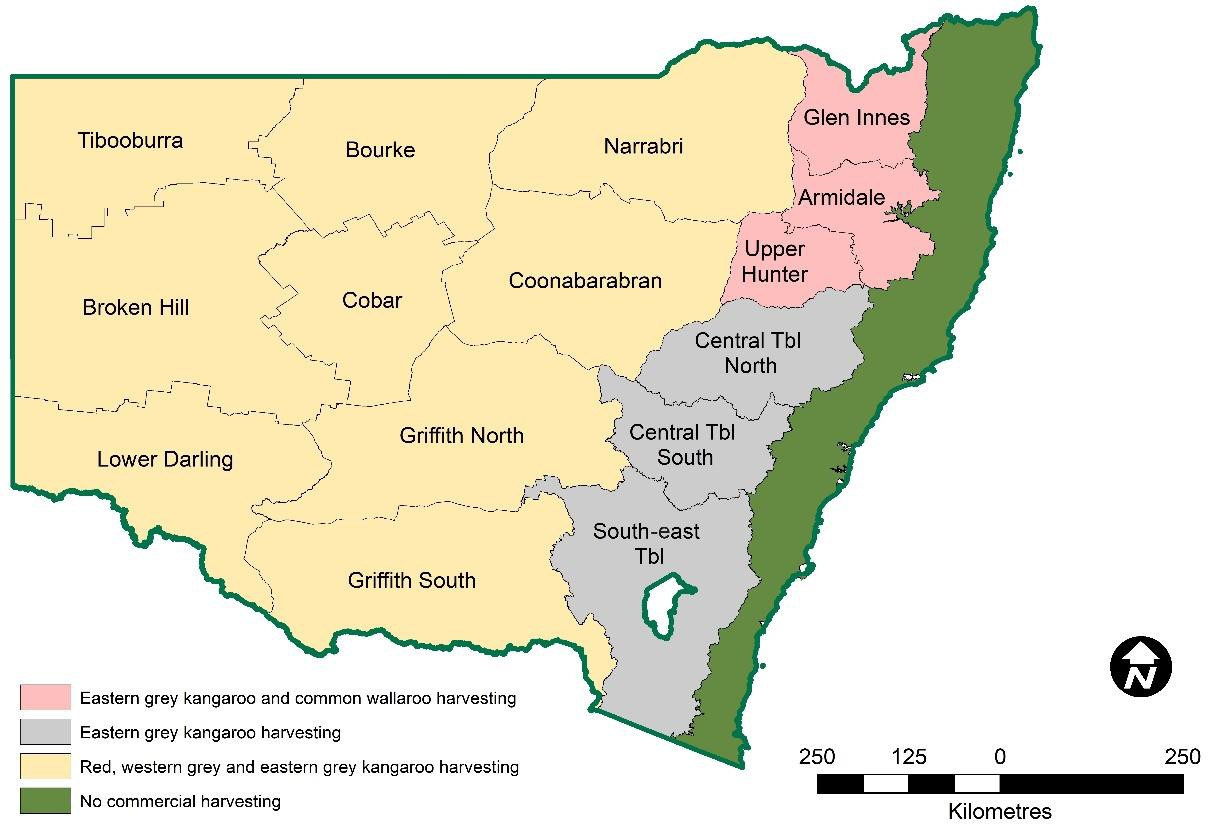 Glen Innes
Tibooburra
Bourke
Narrabri
Armidale
Upper
Hunter
Coonabarabran
Broken Hill
Cobar
Central Tbl
North
Griffith North
Central Tbl
South
Lower Darling
South-east
Tbl
Griffith South
N
Eastern grey kangaroo and common wallaroo harvesting
Eastern grey kangaroo harvesting
Red, western grey and eastern grey kangaroo harvesting
No commercial harvesting
250 125 0 250
Kilometres